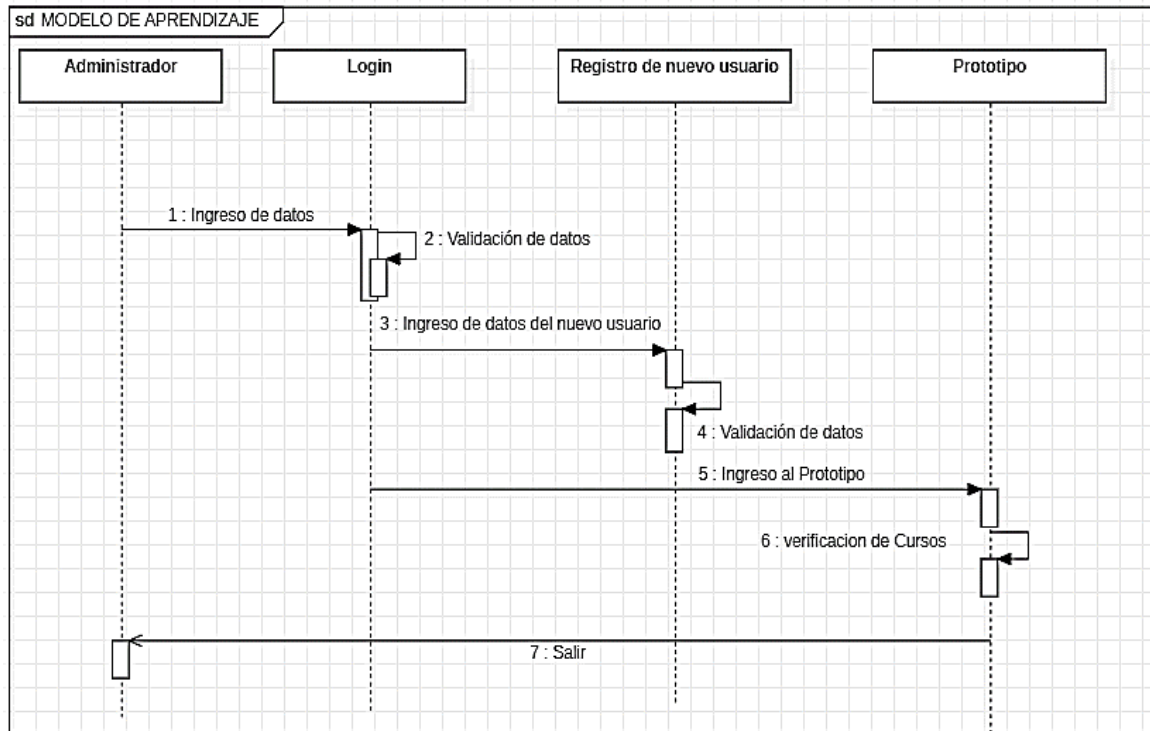 sd MODELO DE APRENDIZAJE
Administrador
Login
Registro de nuevo usuario
Prototipo
1 : Ingreso de datos
2 : Validación de datos
3 : Ingreso de datos del nuevo usuario
4 : Validación de datos
5 : Ingreso al Prototipo
6 : verificacion de Cursos
7 : Salir